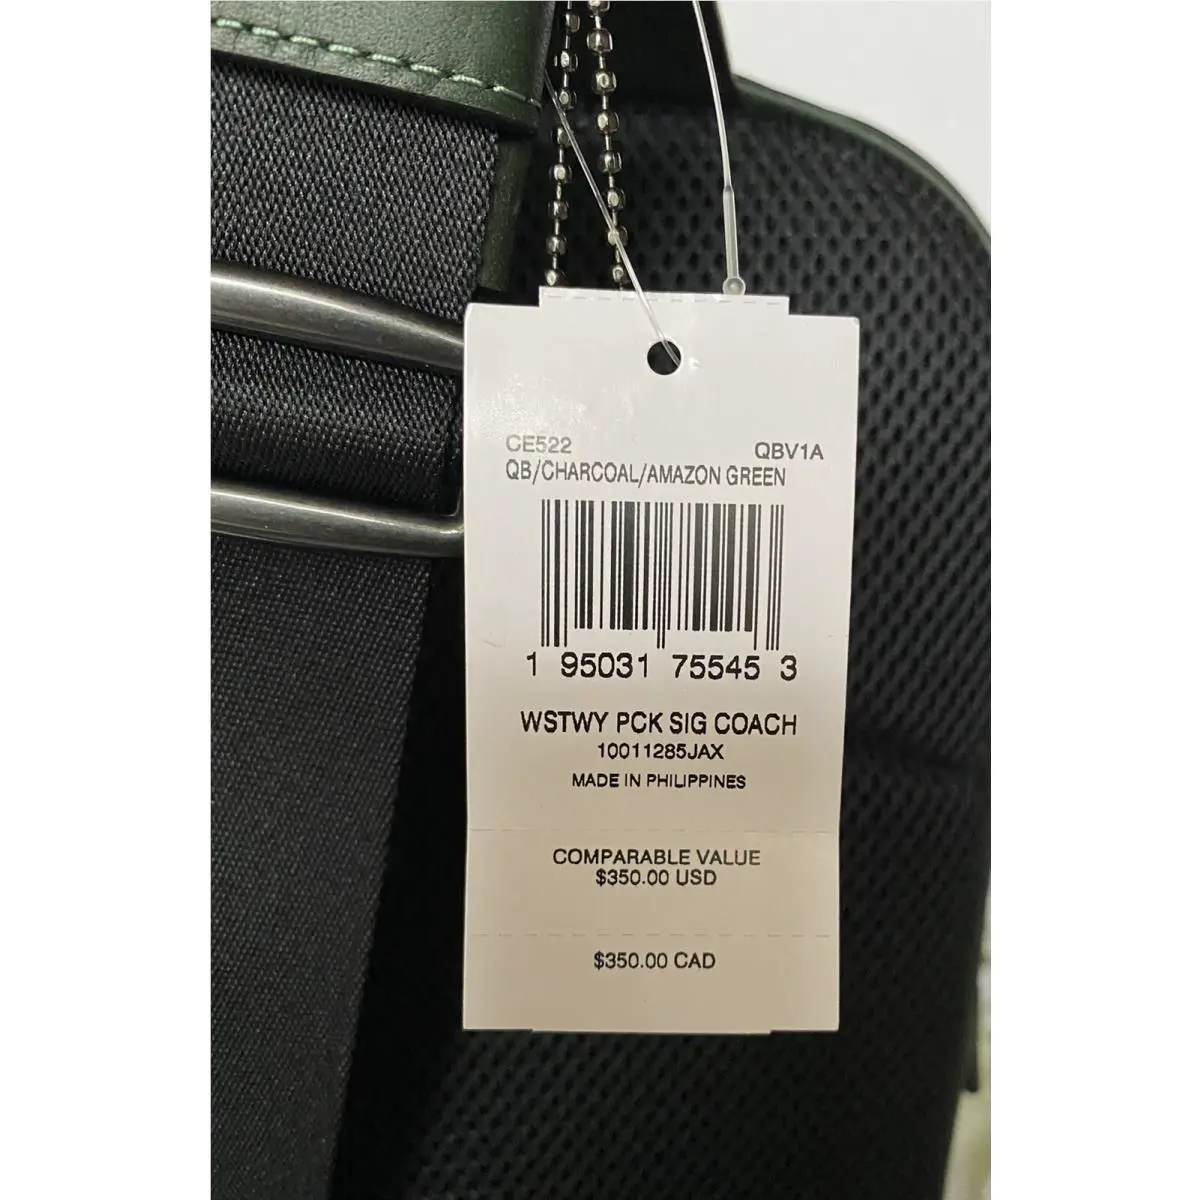 CE522 QBV1A
QB/CHARCOAL/AMAZON GREEN
1 95031 75545 3
WSTWY PCK SIG COACH
10011285JAX
MADE IN PHILIPPINES
COMPARABLE VALUE
$350.00 USD
$350.00 CAD